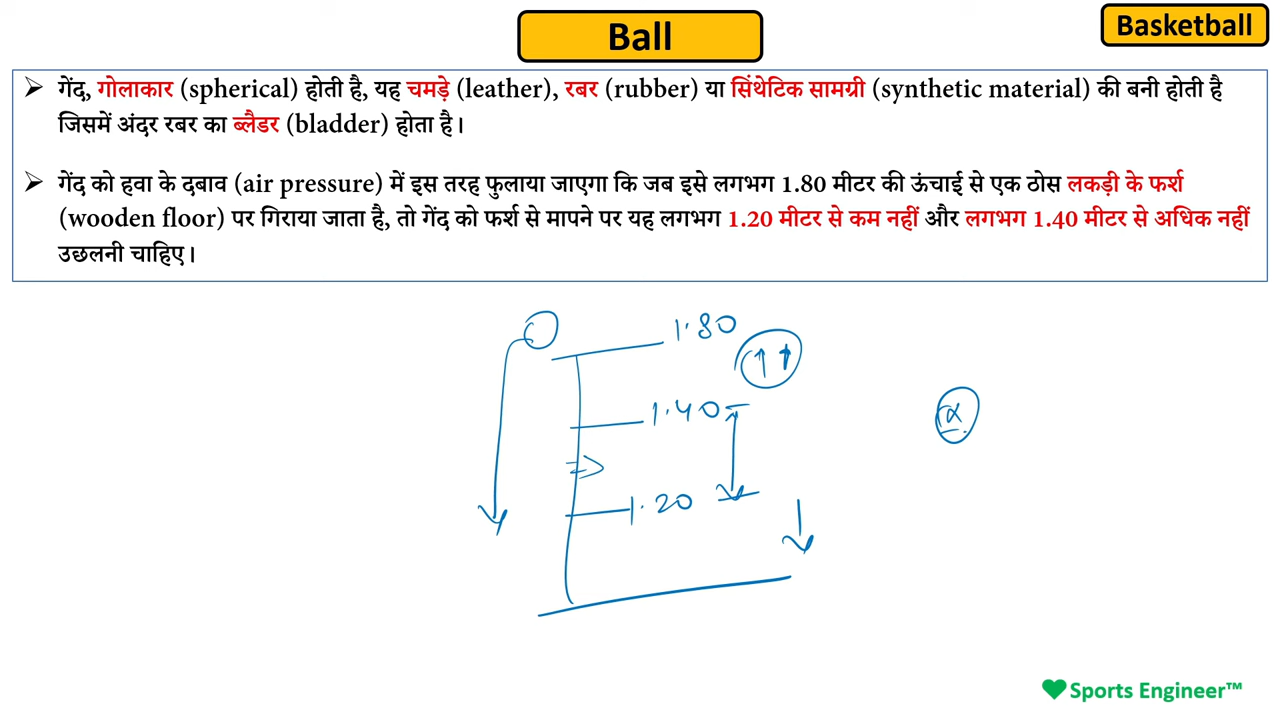 Ball
Basketball
➢ गेंद, गोलाकार (spherical) होती है, यह चमड़े (leather), रबर (rubber) या सिंथेटिक सामग्री (synthetic material) की बनी होती है
जिसमें अंदर रबर का ब्लैडर (bladder) होता है।
➢ गेंद को हवा के दबाव (air pressure) में इस तरह फुलाया जाएगा कि जब इसे लगभग 1.80 मीटर की ऊंचाई से एक ठोस लकड़ी के फर्श
(wooden floor) पर गिराया जाता है, तो गेंद को फर्श से मापने पर यह लगभग 1.20 मीटर से कम नहीं और लगभग 1.40 मीटर से अधिक नहीं
उछलनी चाहिए।
1.80
1.40
1.20
Sports Engineer™